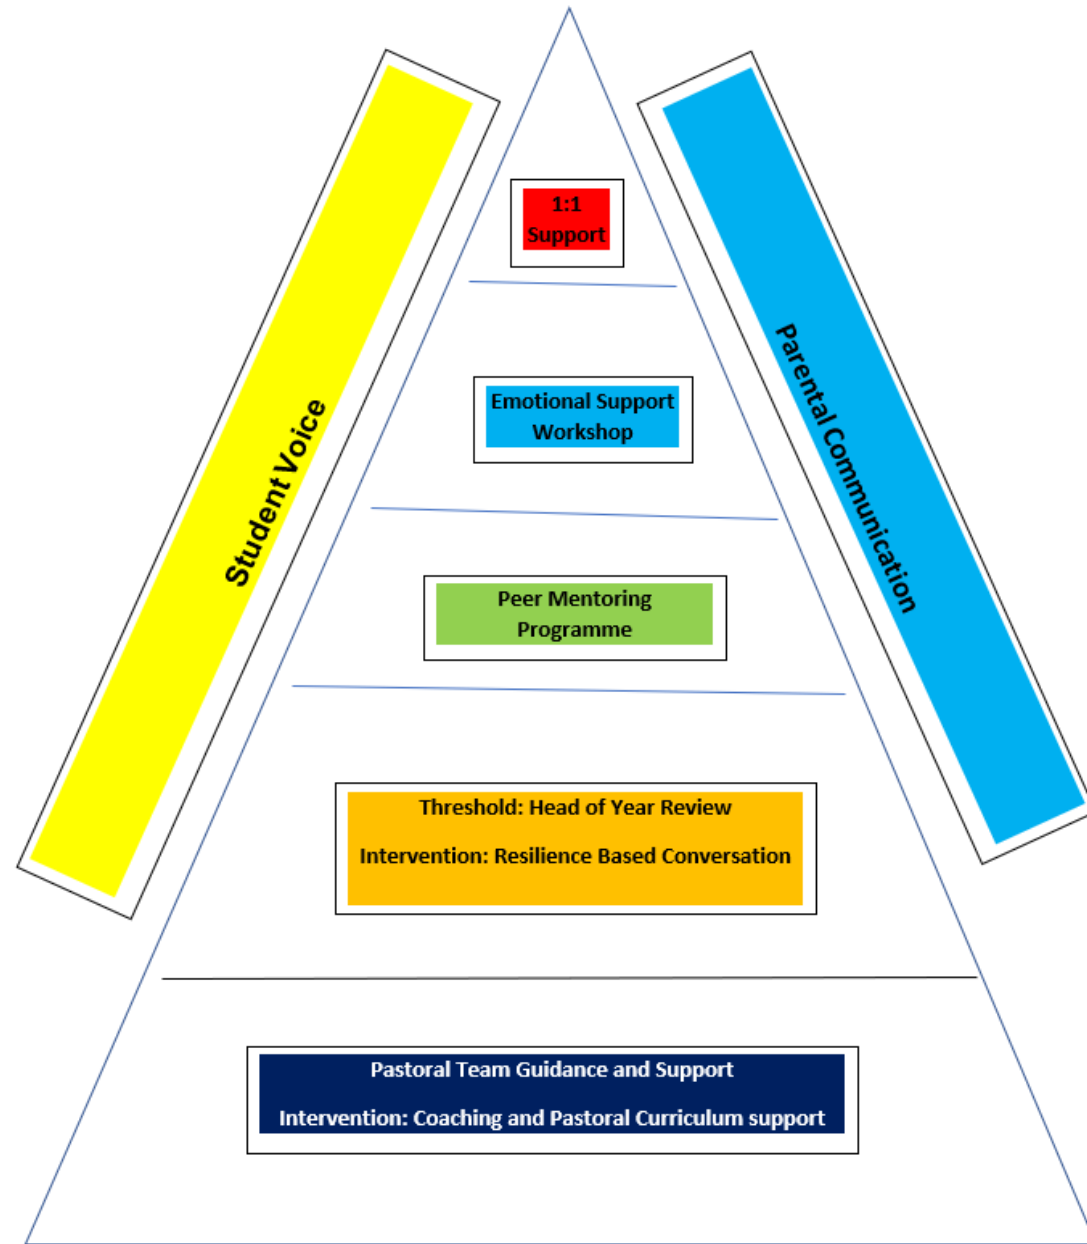 1:1
Support
Emotional Support
Workshop
Student Voice
Parental Communication
Peer Mentoring
Programme
Threshold: Head of Year Review
Intervention: Resilience Based Conversation
Pastoral Team Guidance and Support
Intervention: Coaching and Pastoral Curriculum support